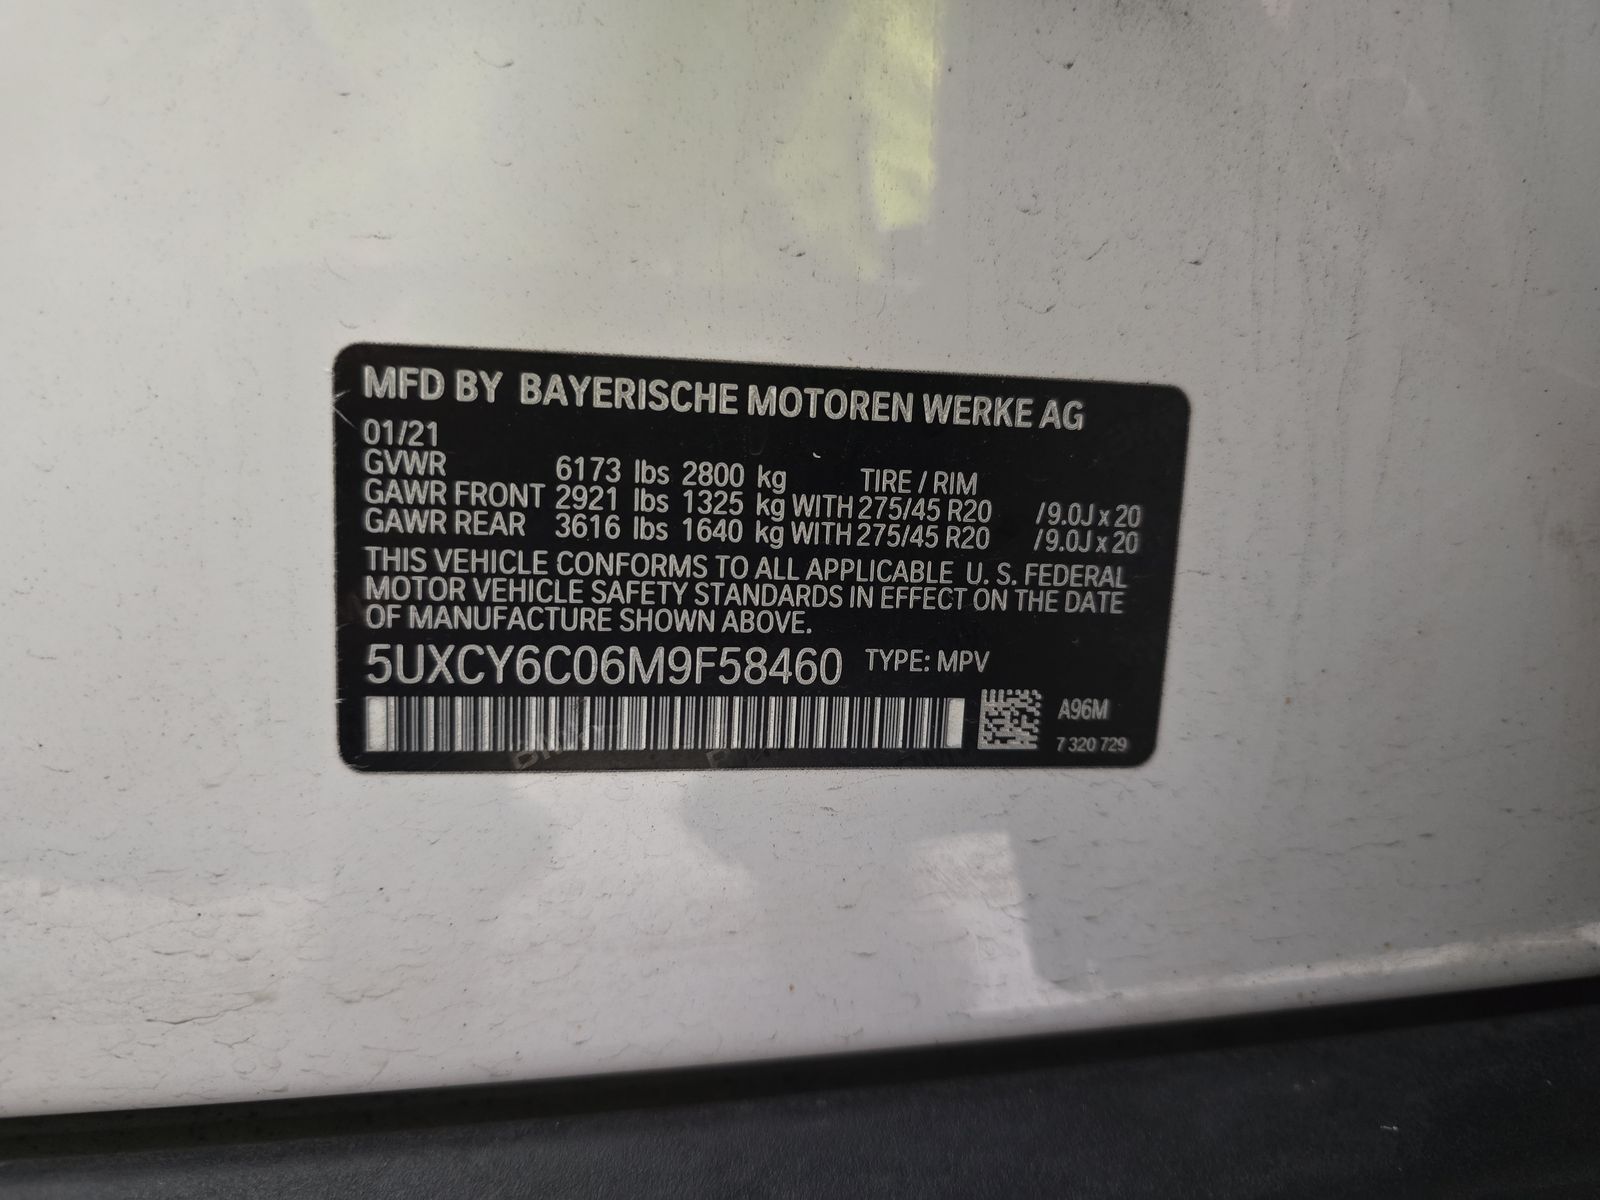 MFD BY BAYERISCHE MOTOREN WERKE AG
01/21
GVWR 6173 lbs 2800 kg TIRE / RIM
GAWR FRONT 2921 lbs 1325 kg WITH 275/45 R20 /9.0J x 20
GAWR REAR 3616 lbs 1640 kg WITH 275/45 R20 /9.0J x 20
THIS VEHICLE CONFORMS TO ALL APPLICABLE U. S. FEDERAL
MOTOR VEHICLE SAFETY STANDARDS IN EFFECT ON THE DATE
OF MANUFACTURE SHOWN ABOVE.
5UXCY6C06M9F58460 TYPE: MPV
A96M
7 320 729